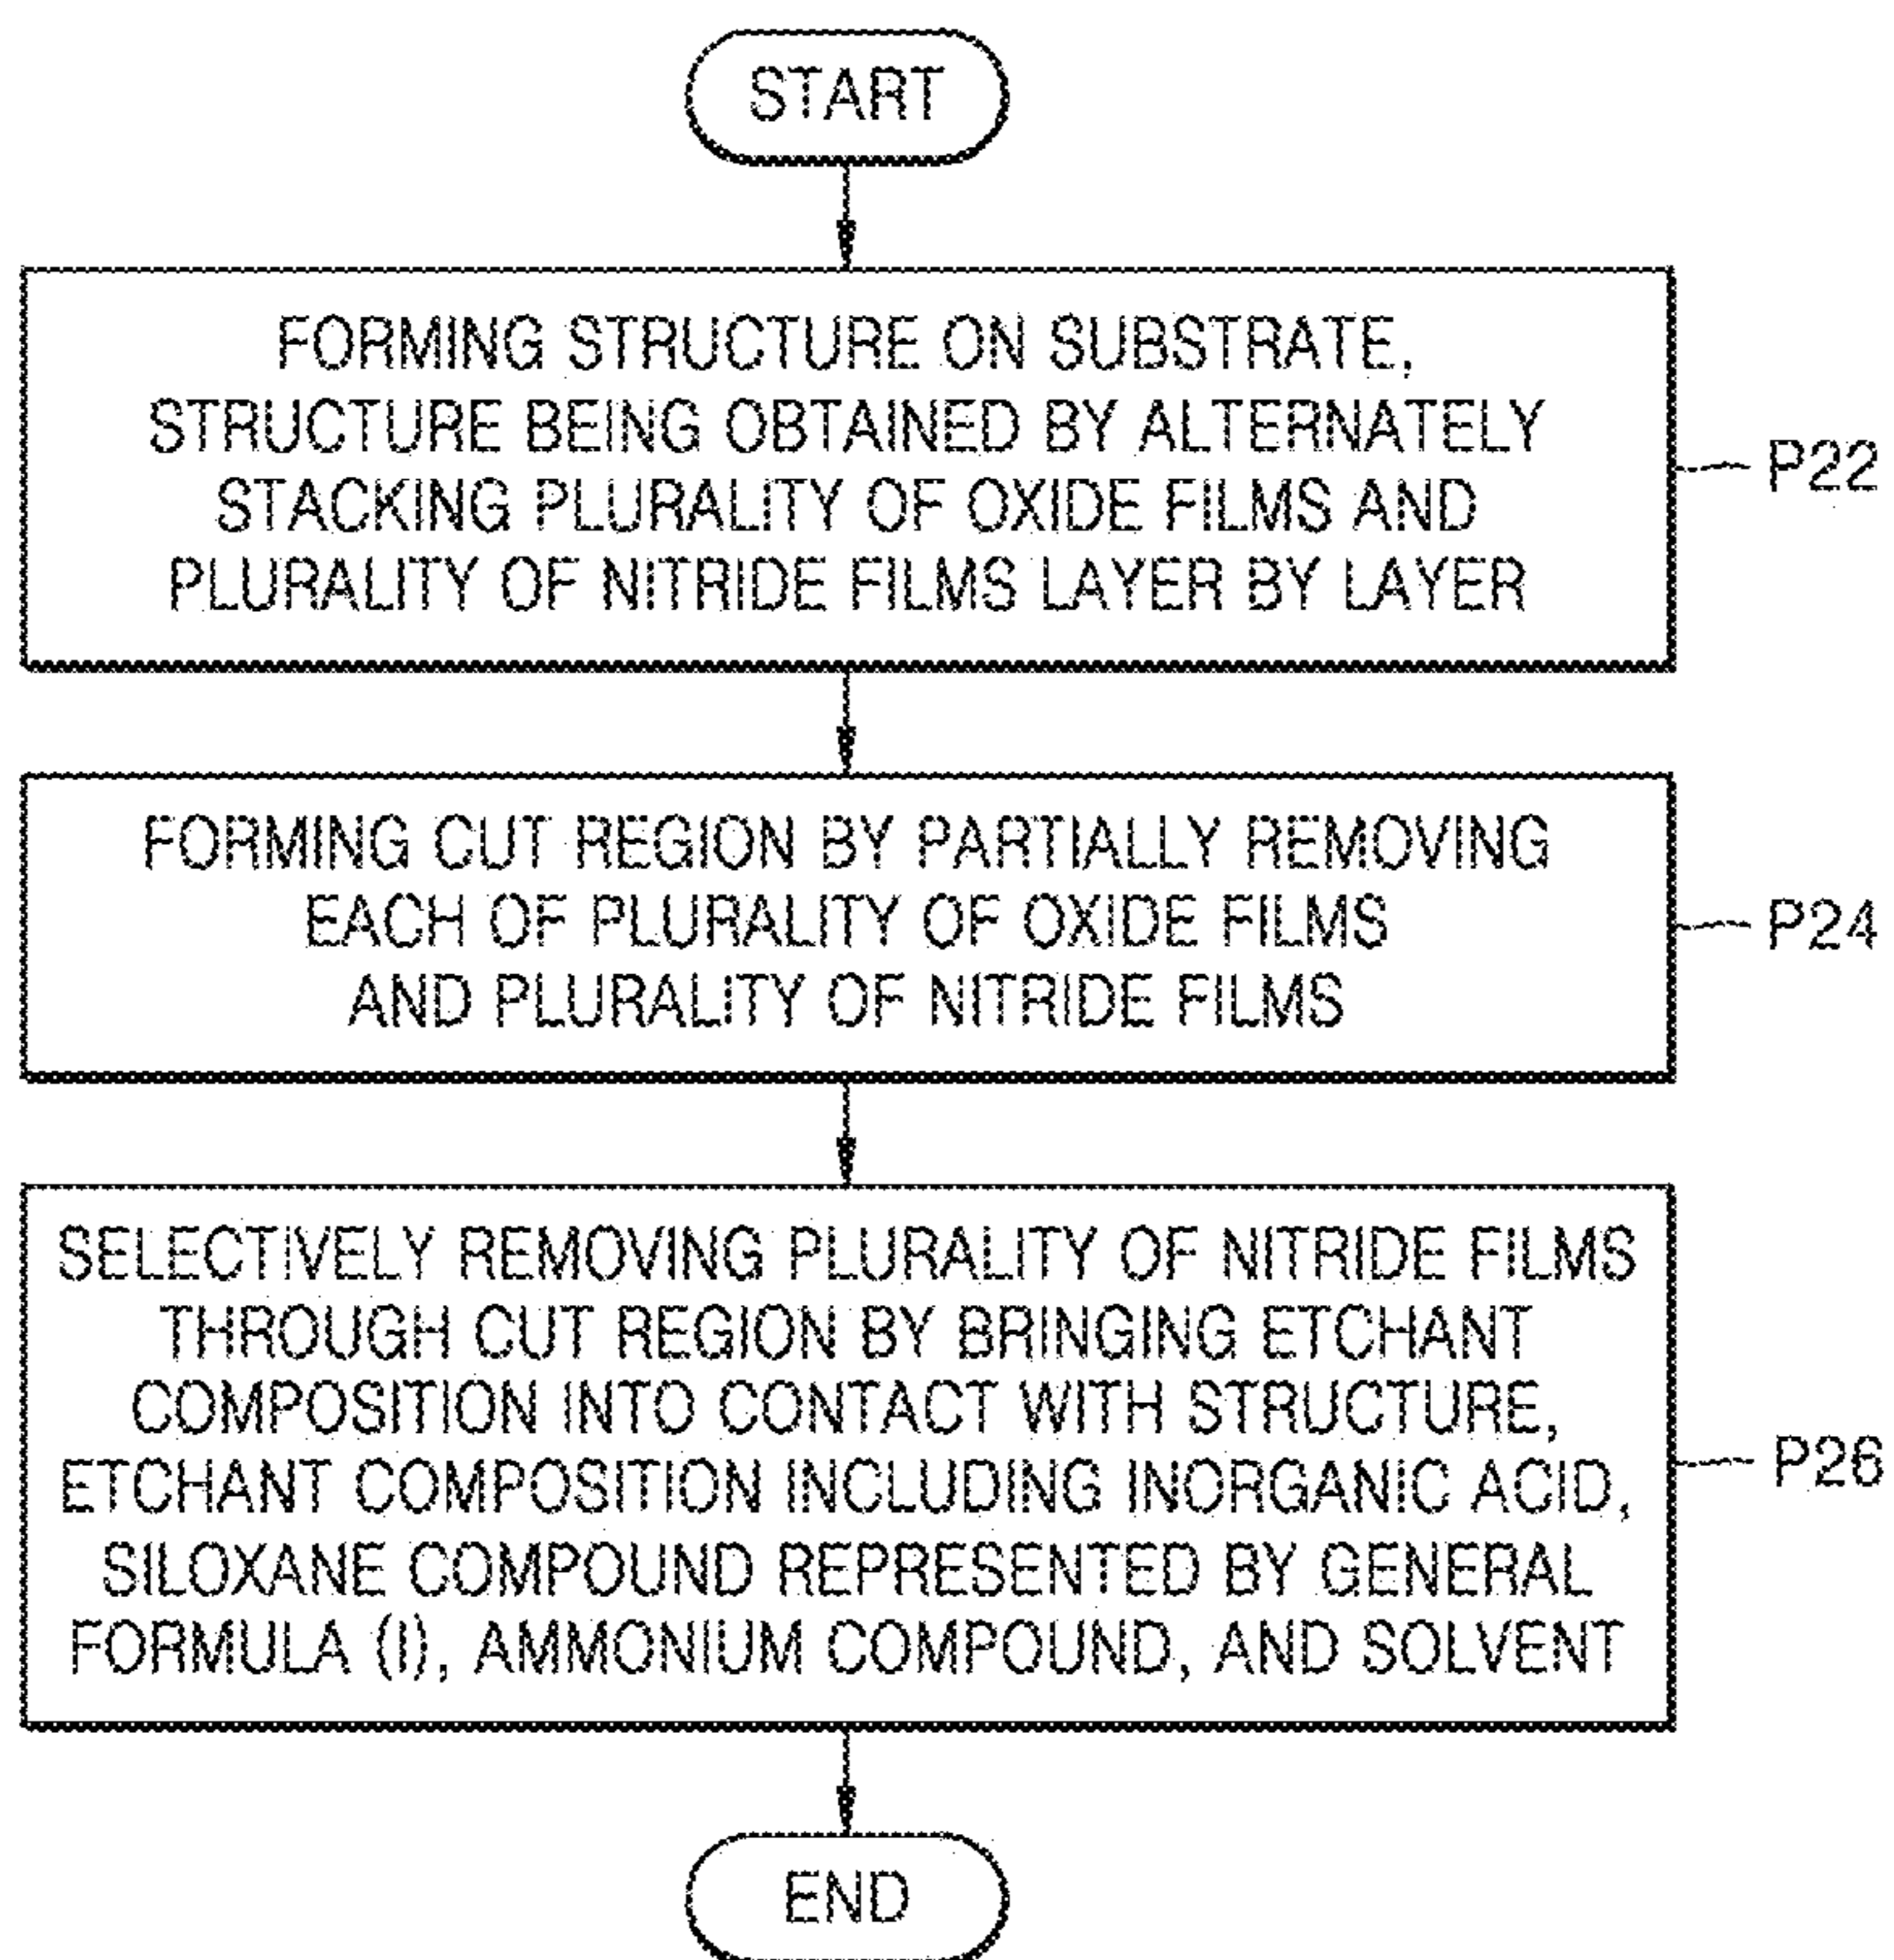 START
FORMING STRUCTURE ON SUBSTRATE,
STRUCTURE BEING OBTAINED BY ALTERNATELY
STACKING PLURALITY OF OXIDE FILMS AND
PLURALITY OF NITRIDE FILMS LAYER BY LAYER
P22
FORMING CUT REGION BY PARTIALLY REMOVING
EACH OF PLURALITY OF OXIDE FILMS
AND PLURALITY OF NITRIDE FILMS
P24
SELECTIVELY REMOVING PLURALITY OF NITRIDE FILMS
THROUGH CUT REGION BY BRINGING ETCHANT
COMPOSITION INTO CONTACT WITH STRUCTURE,
ETCHANT COMPOSITION INCLUDING INORGANIC ACID,
SILOXANE COMPOUND REPRESENTED BY GENERAL
FORMULA (I), AMMONIUM COMPOUND, AND SOLVENT
P26
END